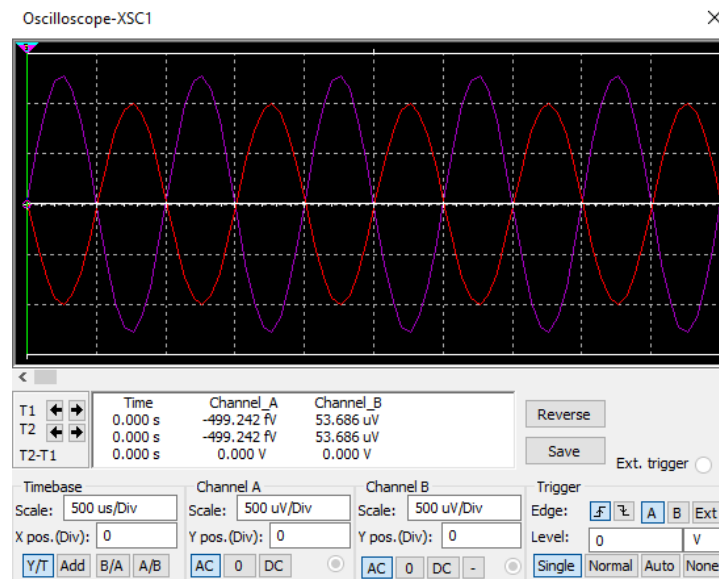 Oscilloscope-XSC1
Time Channel_A Channel_B
T1 0.000 s -499.242 fV 53.686 uV
T2 0.000 s -499.242 fV 53.686 uV
T2-T1 0.000 s 0.000 V 0.000 V
Reverse
Save
Ext. trigger
Timebase
Scale: 500 us/Div
X pos.(Div): 0
Y/T Add B/A A/B
Channel A
Scale: 500 uV/Div
Y pos.(Div): 0
AC 0 DC
Channel B
Scale: 500 uV/Div
Y pos.(Div): 0
AC 0 DC -
Trigger
Edge: A B Ext
Level: 0 V
Single Normal Auto None